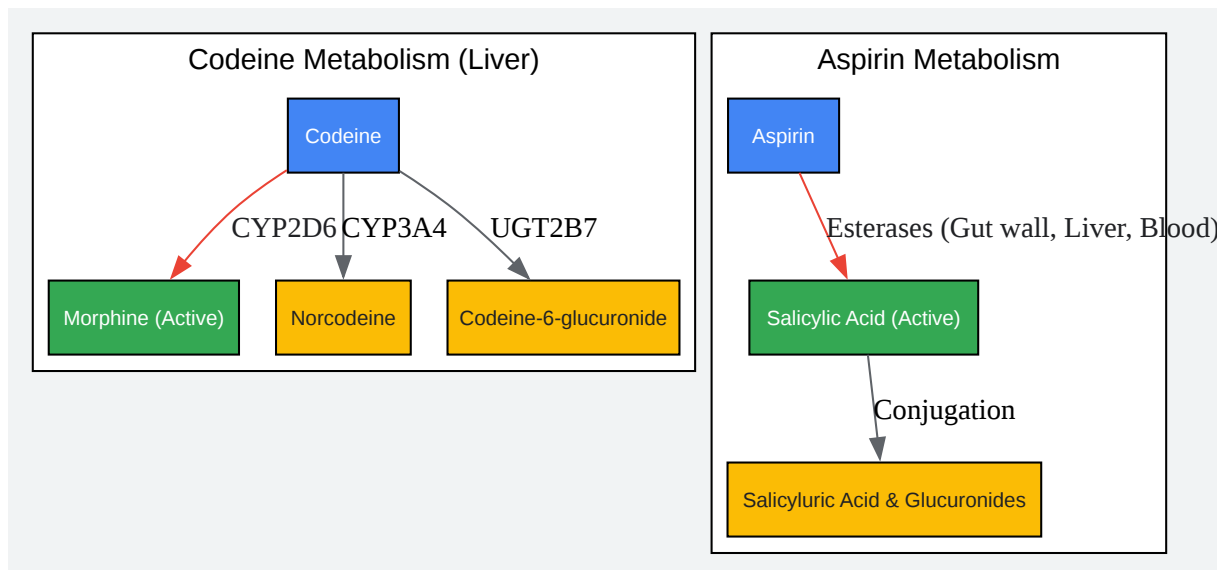 Codeine Metabolism (Liver)
Codeine
CYP2D6
CYP3A4
UGT2B7
Morphine (Active)
Norcodeine
Codeine-6-glucuronide
Aspirin Metabolism
Aspirin
Esterases (Gut wall, Liver, Blood)
Salicylic Acid (Active)
Conjugation
Salicyluric Acid & Glucuronides